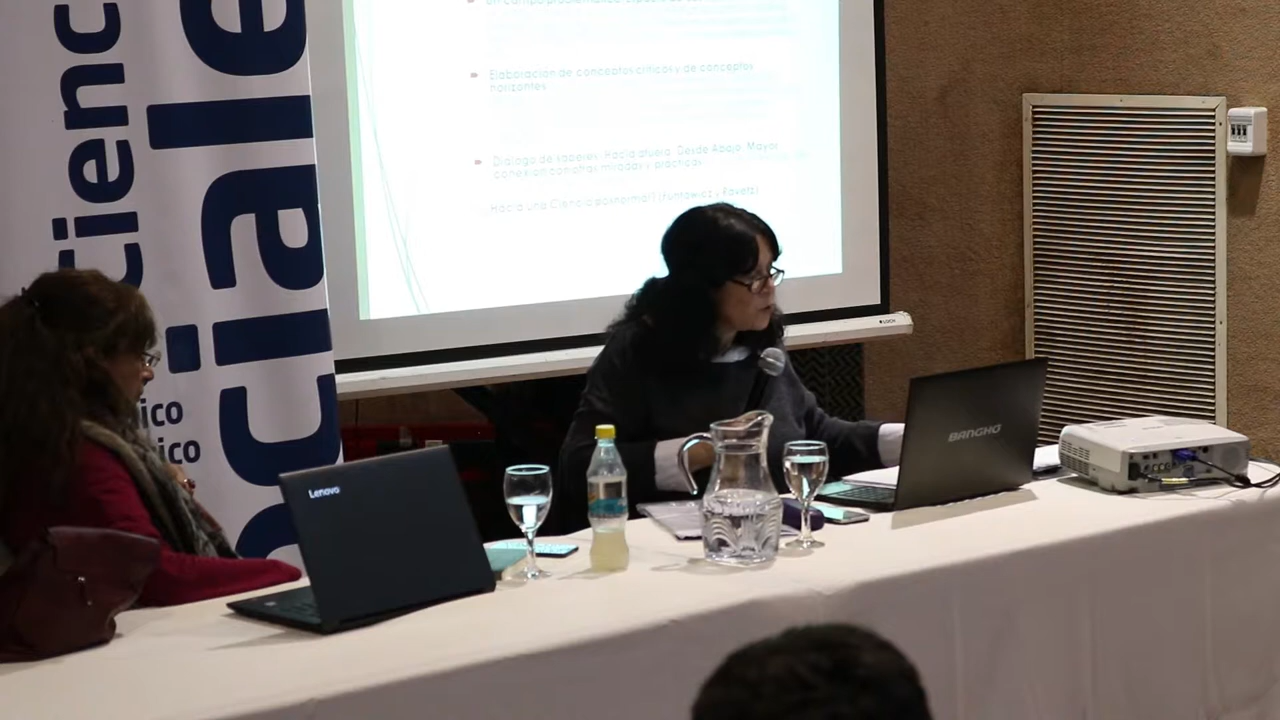 Cienc
ociale
ico
ico
Elaboración de conceptos críticos y de conceptos
horizontes
Diálogo de saberes. Hacia afuera. Desde Abajo. Mayor
conexión con otras miradas y prácticas
Hacia una Ciencia posnormal? (Funtowicz y Ravetz)
Lenovo
BANGHO